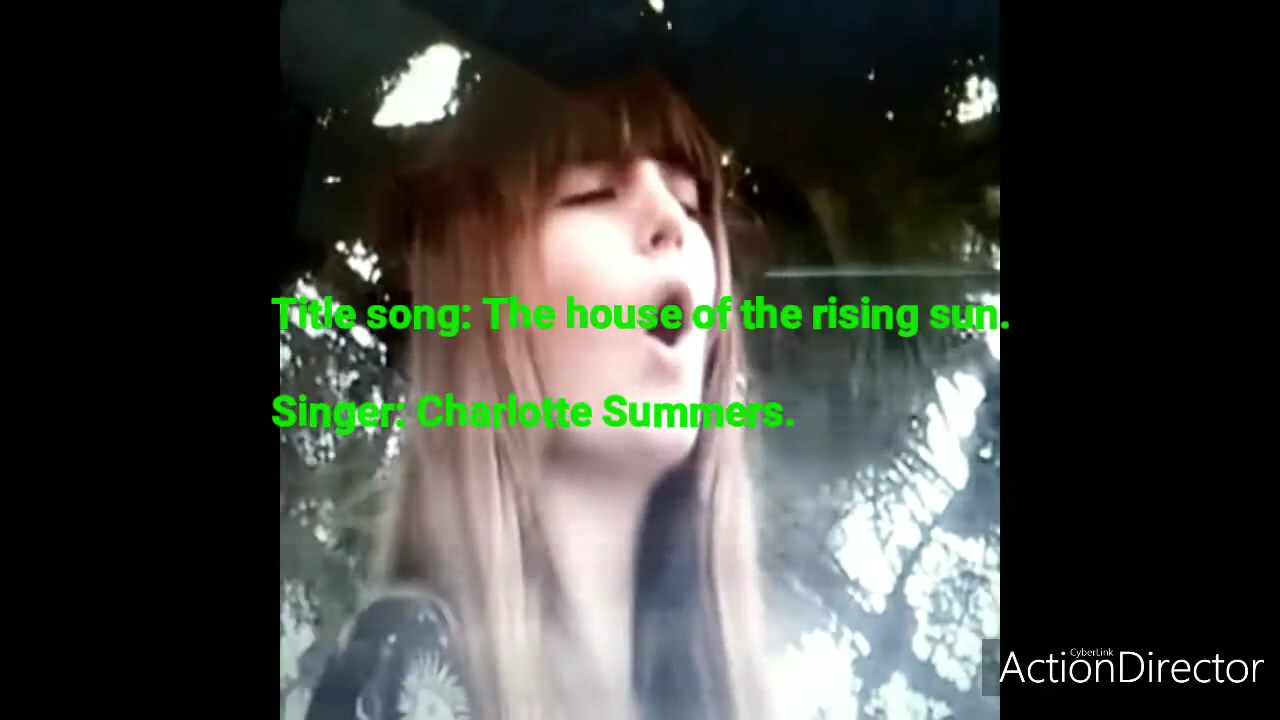 Title song: The house of the rising sun.
Singer: Charlotte Summers.
CyberLink
ActionDirector